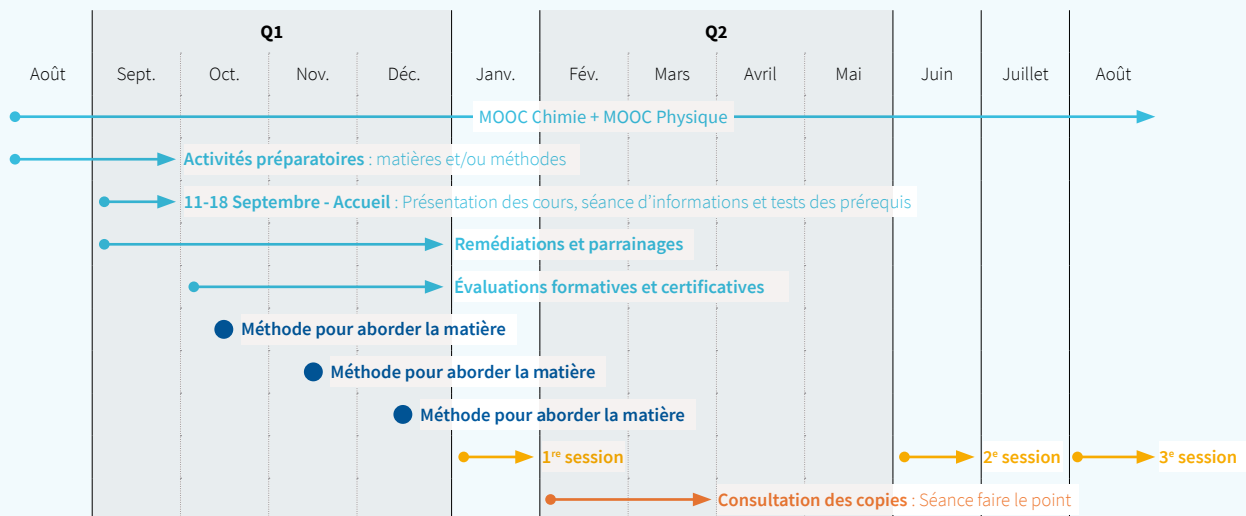 Q1 Q2
Août Sept. Oct. Nov. Déc. Janv. Fév. Mars Avril Mai Juin Juillet Août
MOOC Chimie + MOOC Physique
Activités préparatoires : matières et/ou méthodes
11-18 Septembre - Accueil : Présentation des cours, séance d’informations et tests des prérequis
Remédiations et parrainages
Évaluations formatives et certificatives
Méthode pour aborder la matière
Méthode pour aborder la matière
Méthode pour aborder la matière
1re session 2e session 3e session
Consultation des copies : Séance faire le point